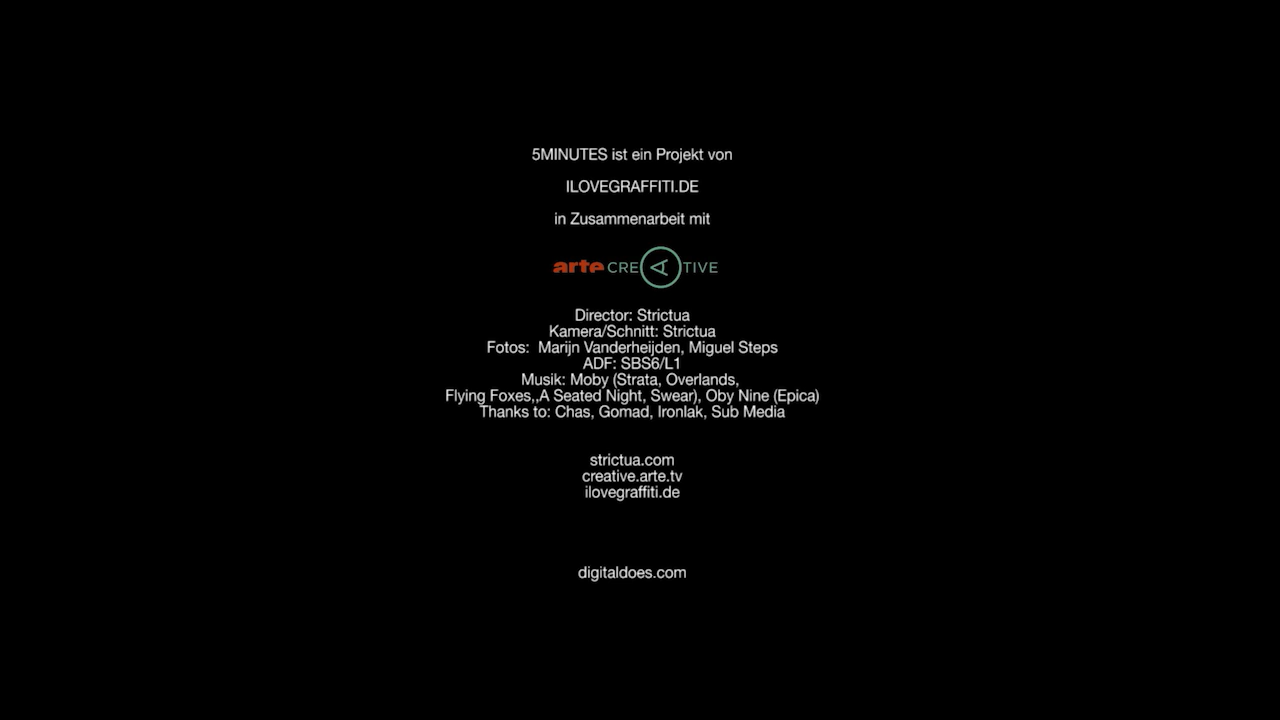 5MINUTES ist ein Projekt von
ILOVEGRAFFITI.DE
in Zusammenarbeit mit
arte CREATIVE
Director: Strictua
Kamera/Schnitt: Strictua
Fotos:  Marijn Vanderheijden, Miguel Steps
ADF: SBS6/L1
Musik: Moby (Strata, Overlands,
Flying Foxes,,A Seated Night, Swear), Oby Nine (Epica)
Thanks to: Chas, Gomad, Ironlak, Sub Media
strictua.com
creative.arte.tv
ilovegraffiti.de
digitaldoes.com